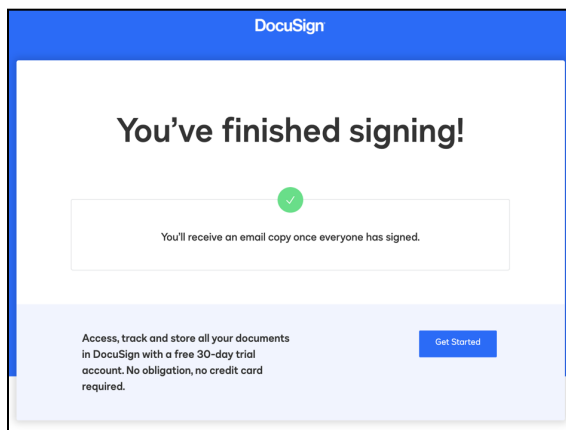 DocuSign
You've finished signing!
You'll receive an email copy once everyone has signed.
Access, track and store all your documents
in DocuSign with a free 30-day trial
account. No obligation, no credit card
required.
Get Started